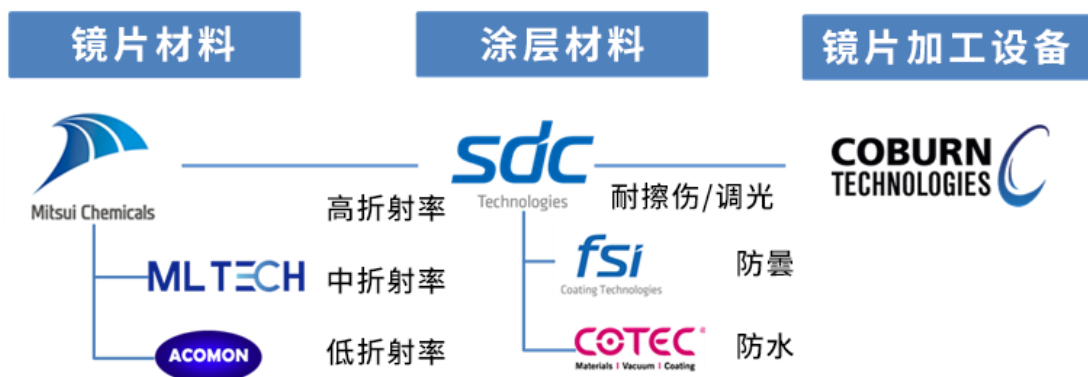 镜片材料
涂层材料
镜片加工设备
Mitsui Chemicals
高折射率
sdc
Technologies
耐擦伤/调光
COBURN
TECHNOLOGIES
MLTECH
中折射率
fsi
Coating Technologies
防曇
ACOMON
低折射率
COTEC®
Materials I Vacuum I Coating
防水